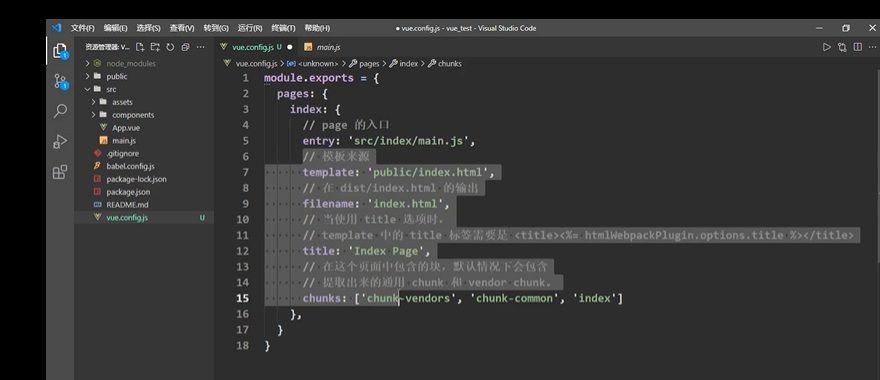 文件(F) 编辑(E) 选择(S) 查看(V) 转到(G) 运行(R) 终端(T) 帮助(H)
● vue.config.js - vue_test - Visual Studio Code
资源管理器: V...
vue.config.js U ●
main.js
vue.config.js > <unknown> > pages > index > chunks
node_modules
public
src
assets
components
App.vue
main.js
.gitignore
babel.config.js
package-lock.json
package.json
README.md
vue.config.js U
1 module.exports = {
2 pages: {
3 index: {
4 // page 的入口
5 entry: 'src/index/main.js',
6 // 模板来源
7 template: 'public/index.html',
8 // 在 dist/index.html 的输出
9 filename: 'index.html',
10 // 当使用 title 选项时，
11 // template 中的 title 标签需要是 <title><%= htmlWebpackPlugin.options.title %></title>
12 title: 'Index Page',
13 // 在这个页面中包含的块，默认情况下会包含
14 // 提取出来的通用 chunk 和 vendor chunk。
15 chunks: ['chunk-vendors', 'chunk-common', 'index']
16 },
17 }
18 }